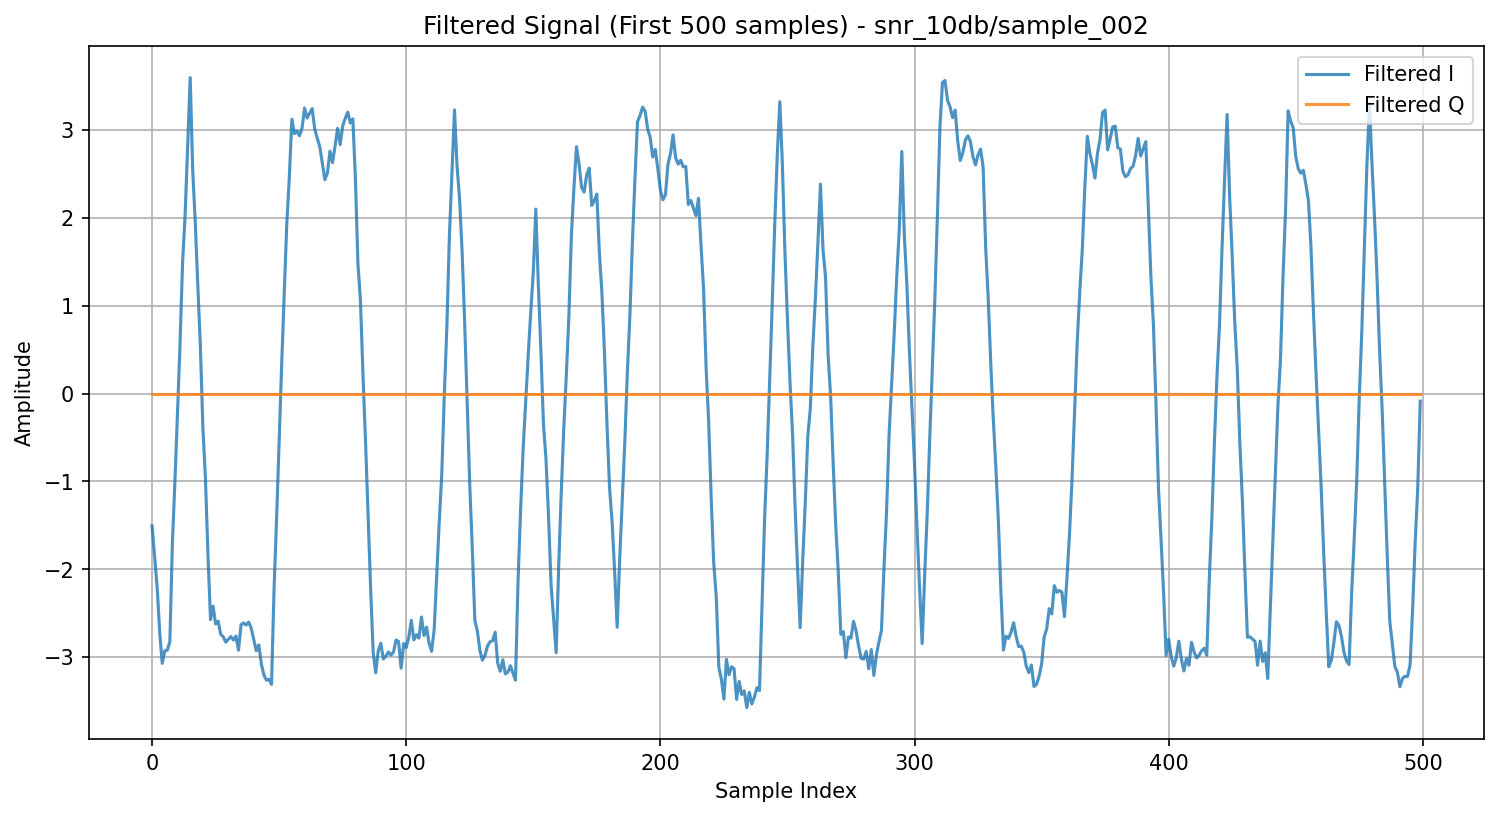 Filtered Signal (First 500 samples) - snr_10db/sample_002
Filtered I
Filtered Q
Amplitude
3
2
1
0
−1
−2
−3
0 100 200 300 400 500
Sample Index